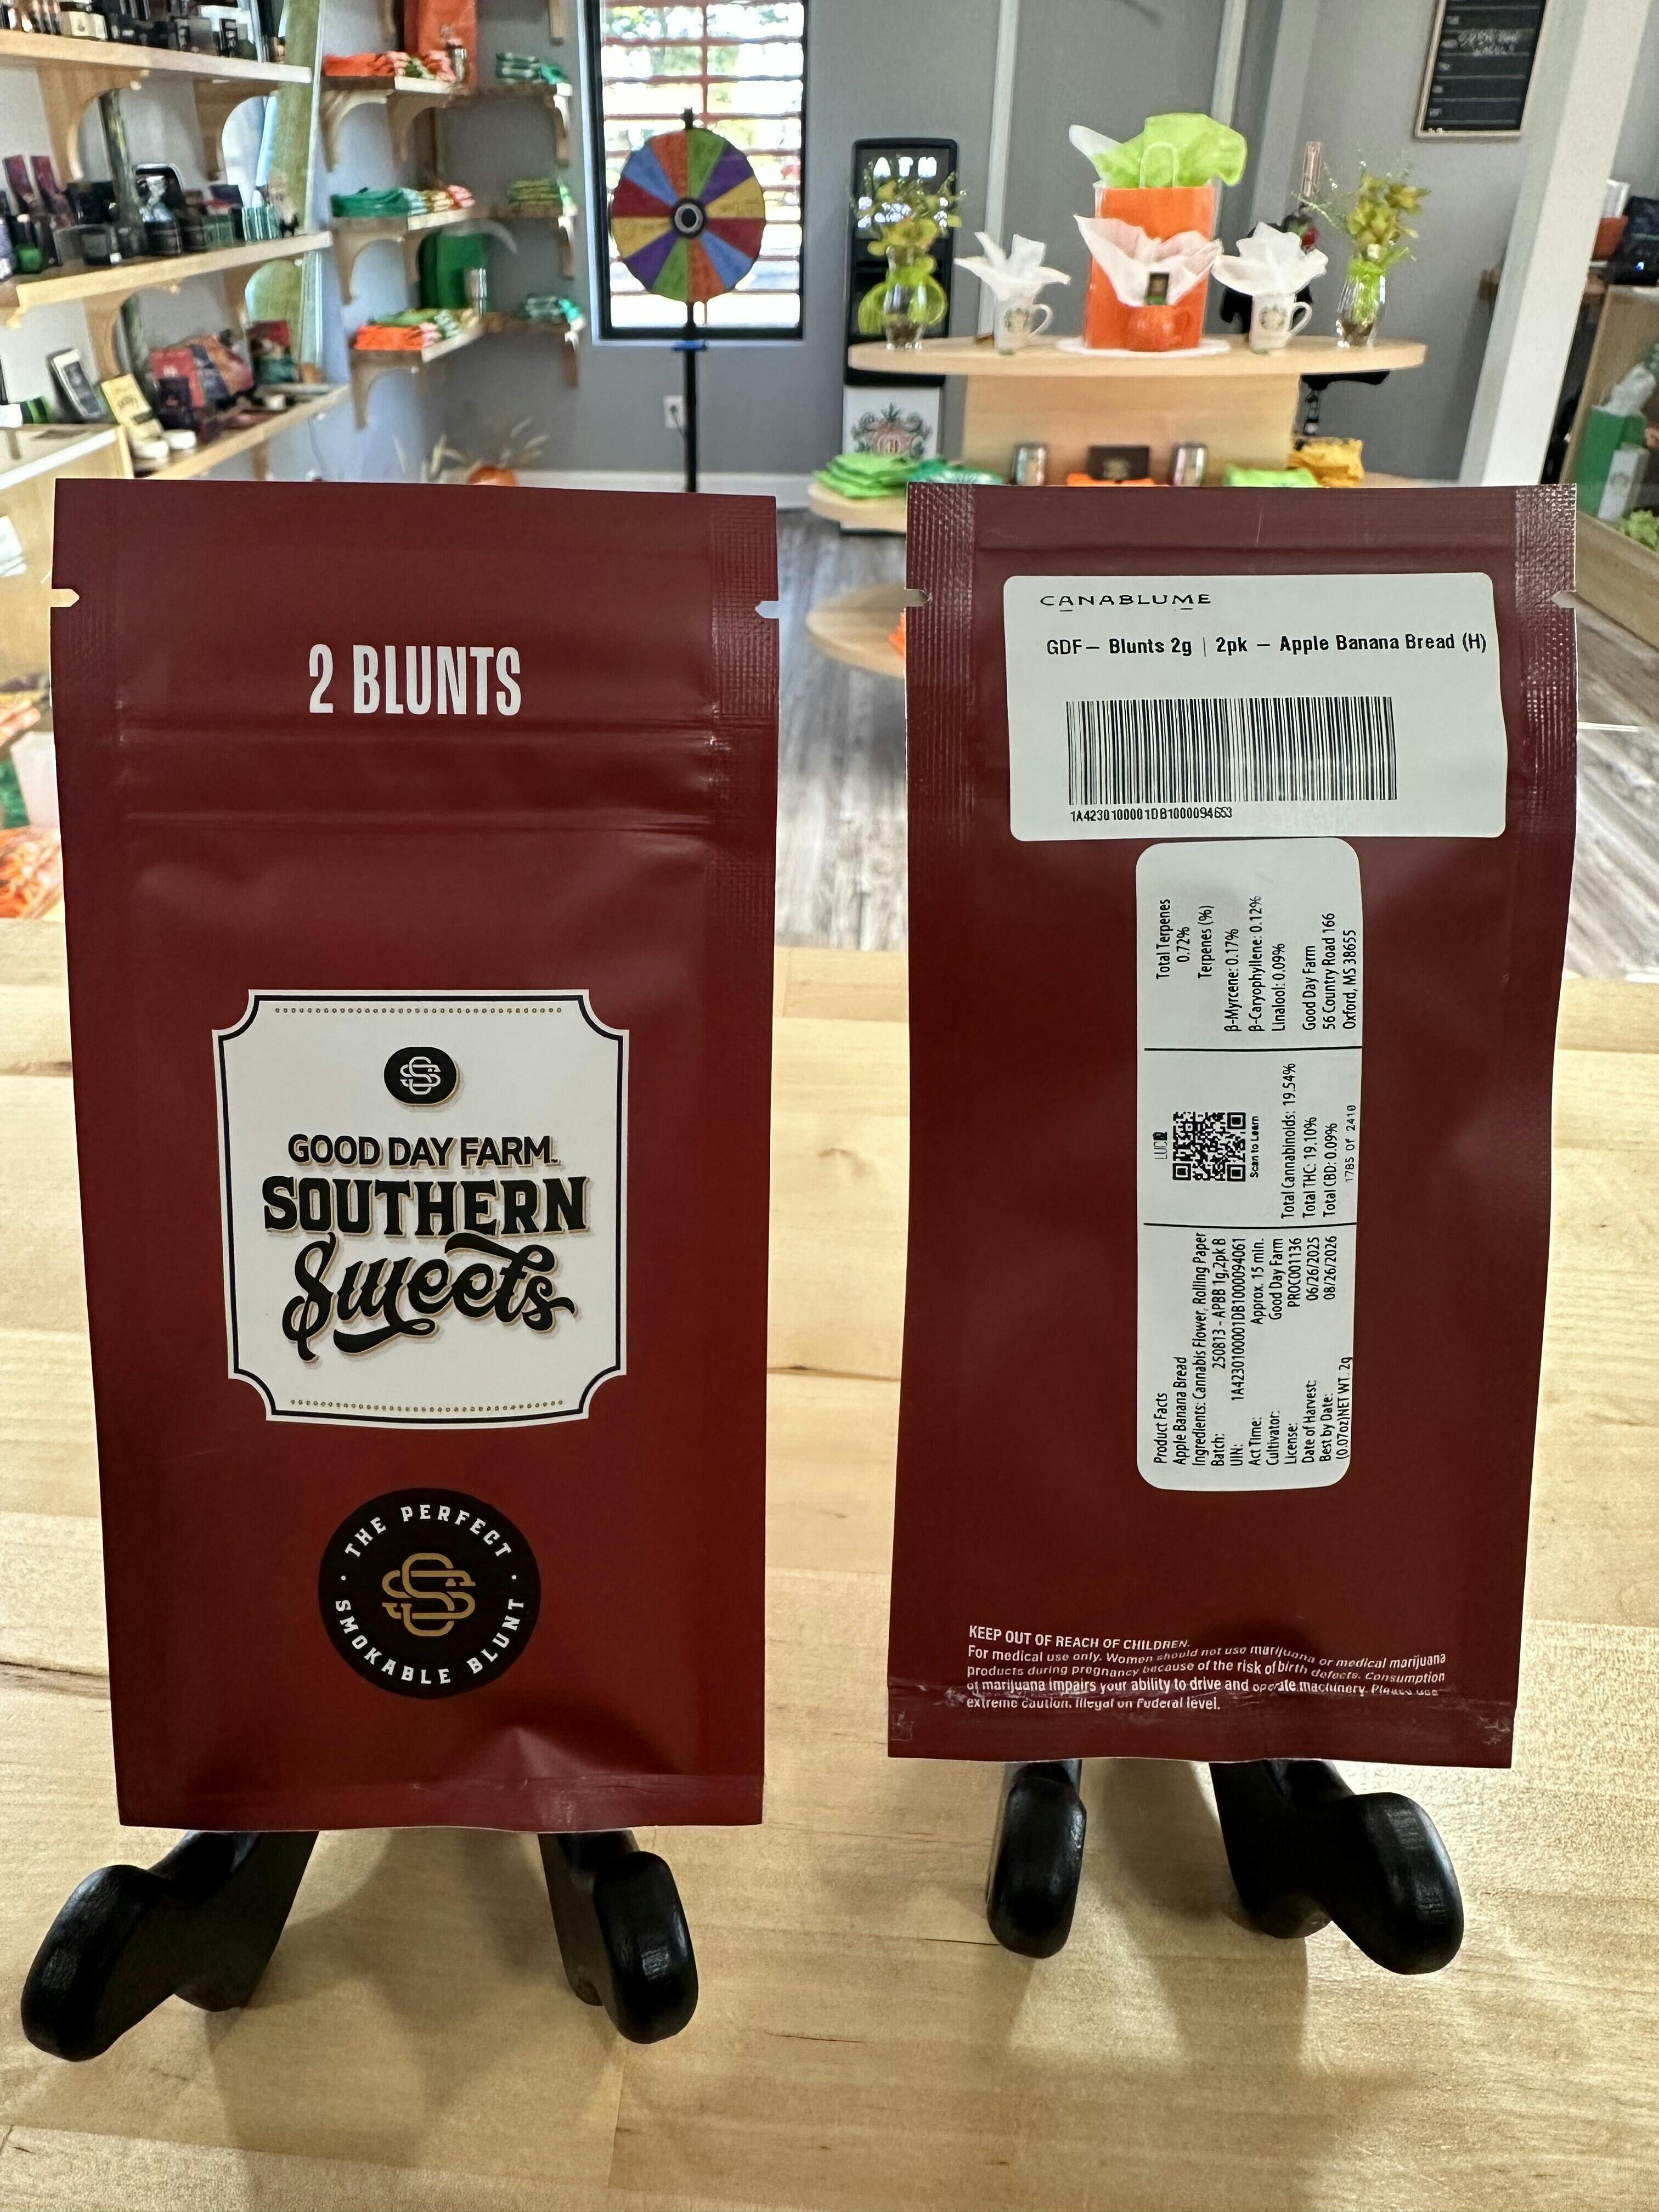 2 BLUNTS
GOOD DAY FARM™
SOUTHERN
Sweets
THE PERFECT
SMOKABLE BLUNT
CANABLUME
GDF— Blunts 2g | 2pk — Apple Banana Bread (H)
1A4230100001DB1000094653
Product Facts
Apple Banana Bread
Ingredients: Cannabis Flower, Rolling Paper
Batch: 250813 - APBB 1g,2pk B
UIN: 1A4230100001DB1000094061
Act Time: Approx. 15 min.
Cultivator: Good Day Farm
License: PROC001136
Date of Harvest: 06/26/2025
Best by Date: 08/26/2026
(0.07oz)NET WT. 2g
LUCID
Scan to Learn
Total Cannabinoids: 19.54%
Total THC: 19.10%
Total CBD: 0.09%
1785 Of 2410
Total Terpenes
0.72%
Terpenes (%)
β-Myrcene: 0.17%
β-Caryophyllene: 0.12%
Linalool: 0.09%
Good Day Farm
56 Country Road 166
Oxford, MS 38655
KEEP OUT OF REACH OF CHILDREN.
For medical use only. Women should not use marijuana or medical marijuana
products during pregnancy because of the risk of birth defects. Consumption
of marijuana impairs your ability to drive and operate machinery. Please use
extreme caution. Illegal on Federal level.
ATM